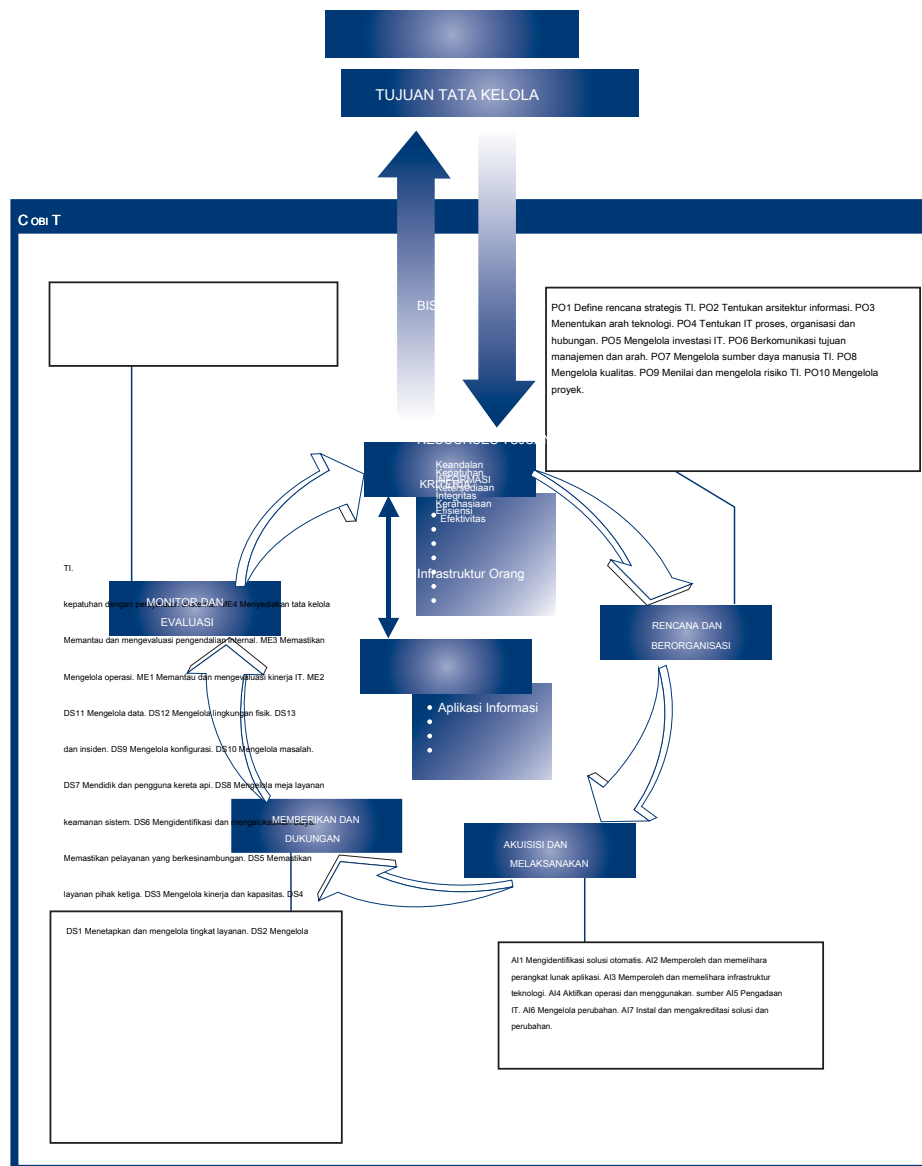 TUJUAN TATA KELOLA
C OBI T
BIS
PO1 Define rencana strategis TI. PO2 Tentukan arsitektur informasi. PO3
Menentukan arah teknologi. PO4 Tentukan IT proses, organisasi dan
hubungan. PO5 Mengelola investasi IT. PO6 Berkomunikasi tujuan
manajemen dan arah. PO7 Mengelola sumber daya manusia TI. PO8
Mengelola kualitas. PO9 Menilai dan mengelola risiko TI. PO10 Mengelola
proyek.
RESOURCES TUJUAN
Keandalan
Kepatuhan
INFORMASI
KRITERIA
Ketersediaan
Integritas
Kerahasiaan
Efisiensi
Efektivitas
Infrastruktur Orang
TI.
kepatuhan dengan ME4 Menyediakan tata kelola
MONITOR DAN
EVALUASI
Memantau dan mengevaluasi pengendalian internal. ME3 Memastikan
Mengelola operasi. ME1 Memantau dan mengevaluasi kinerja IT. ME2
DS11 Mengelola data. DS12 Mengelola lingkungan fisik. DS13
dan insiden. DS9 Mengelola konfigurasi. DS10 Mengelola masalah.
DS7 Mendidik dan pengguna kereta api. DS8 Mengelola meja layanan
keamanan sistem. DS6 Mengidentifikasi dan mengalokasikan biaya.
Memastikan pelayanan yang berkesinambungan. DS5 Memastikan
layanan pihak ketiga. DS3 Mengelola kinerja dan kapasitas. DS4
DS1 Menetapkan dan mengelola tingkat layanan. DS2 Mengelola
RENCANA DAN
BERORGANISASI
Aplikasi Informasi
MEMBERIKAN DAN
DUKUNGAN
AKUISISI DAN
MELAKSANAKAN
AI1 Mengidentifikasi solusi otomatis. AI2 Memperoleh dan memelihara
perangkat lunak aplikasi. AI3 Memperoleh dan memelihara infrastruktur
teknologi. AI4 Aktifkan operasi dan menggunakan. sumber AI5 Pengadaan
IT. AI6 Mengelola perubahan. AI7 Instal dan mengakreditasi solusi dan
perubahan.